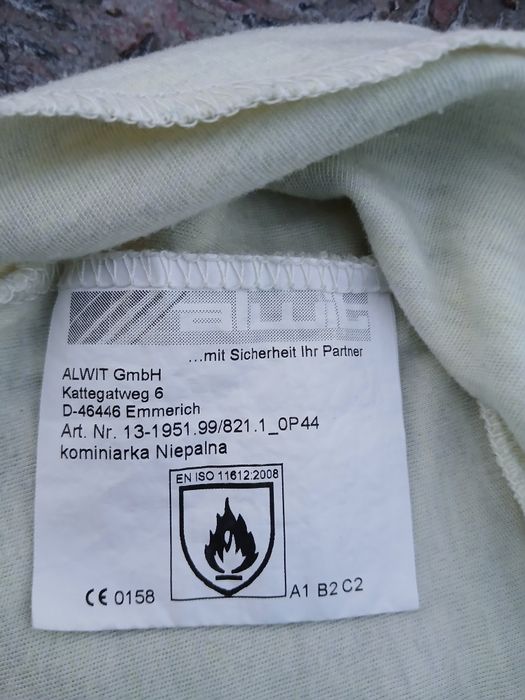 alwit
...mit Sicherheit Ihr Partner
ALWIT GmbH
Kattegatweg 6
D-46446 Emmerich
Art. Nr. 13-1951.99/821.1_0P44
kominiarka Niepalna
EN ISO 11612:2008
CE 0158
A1 B2 C2